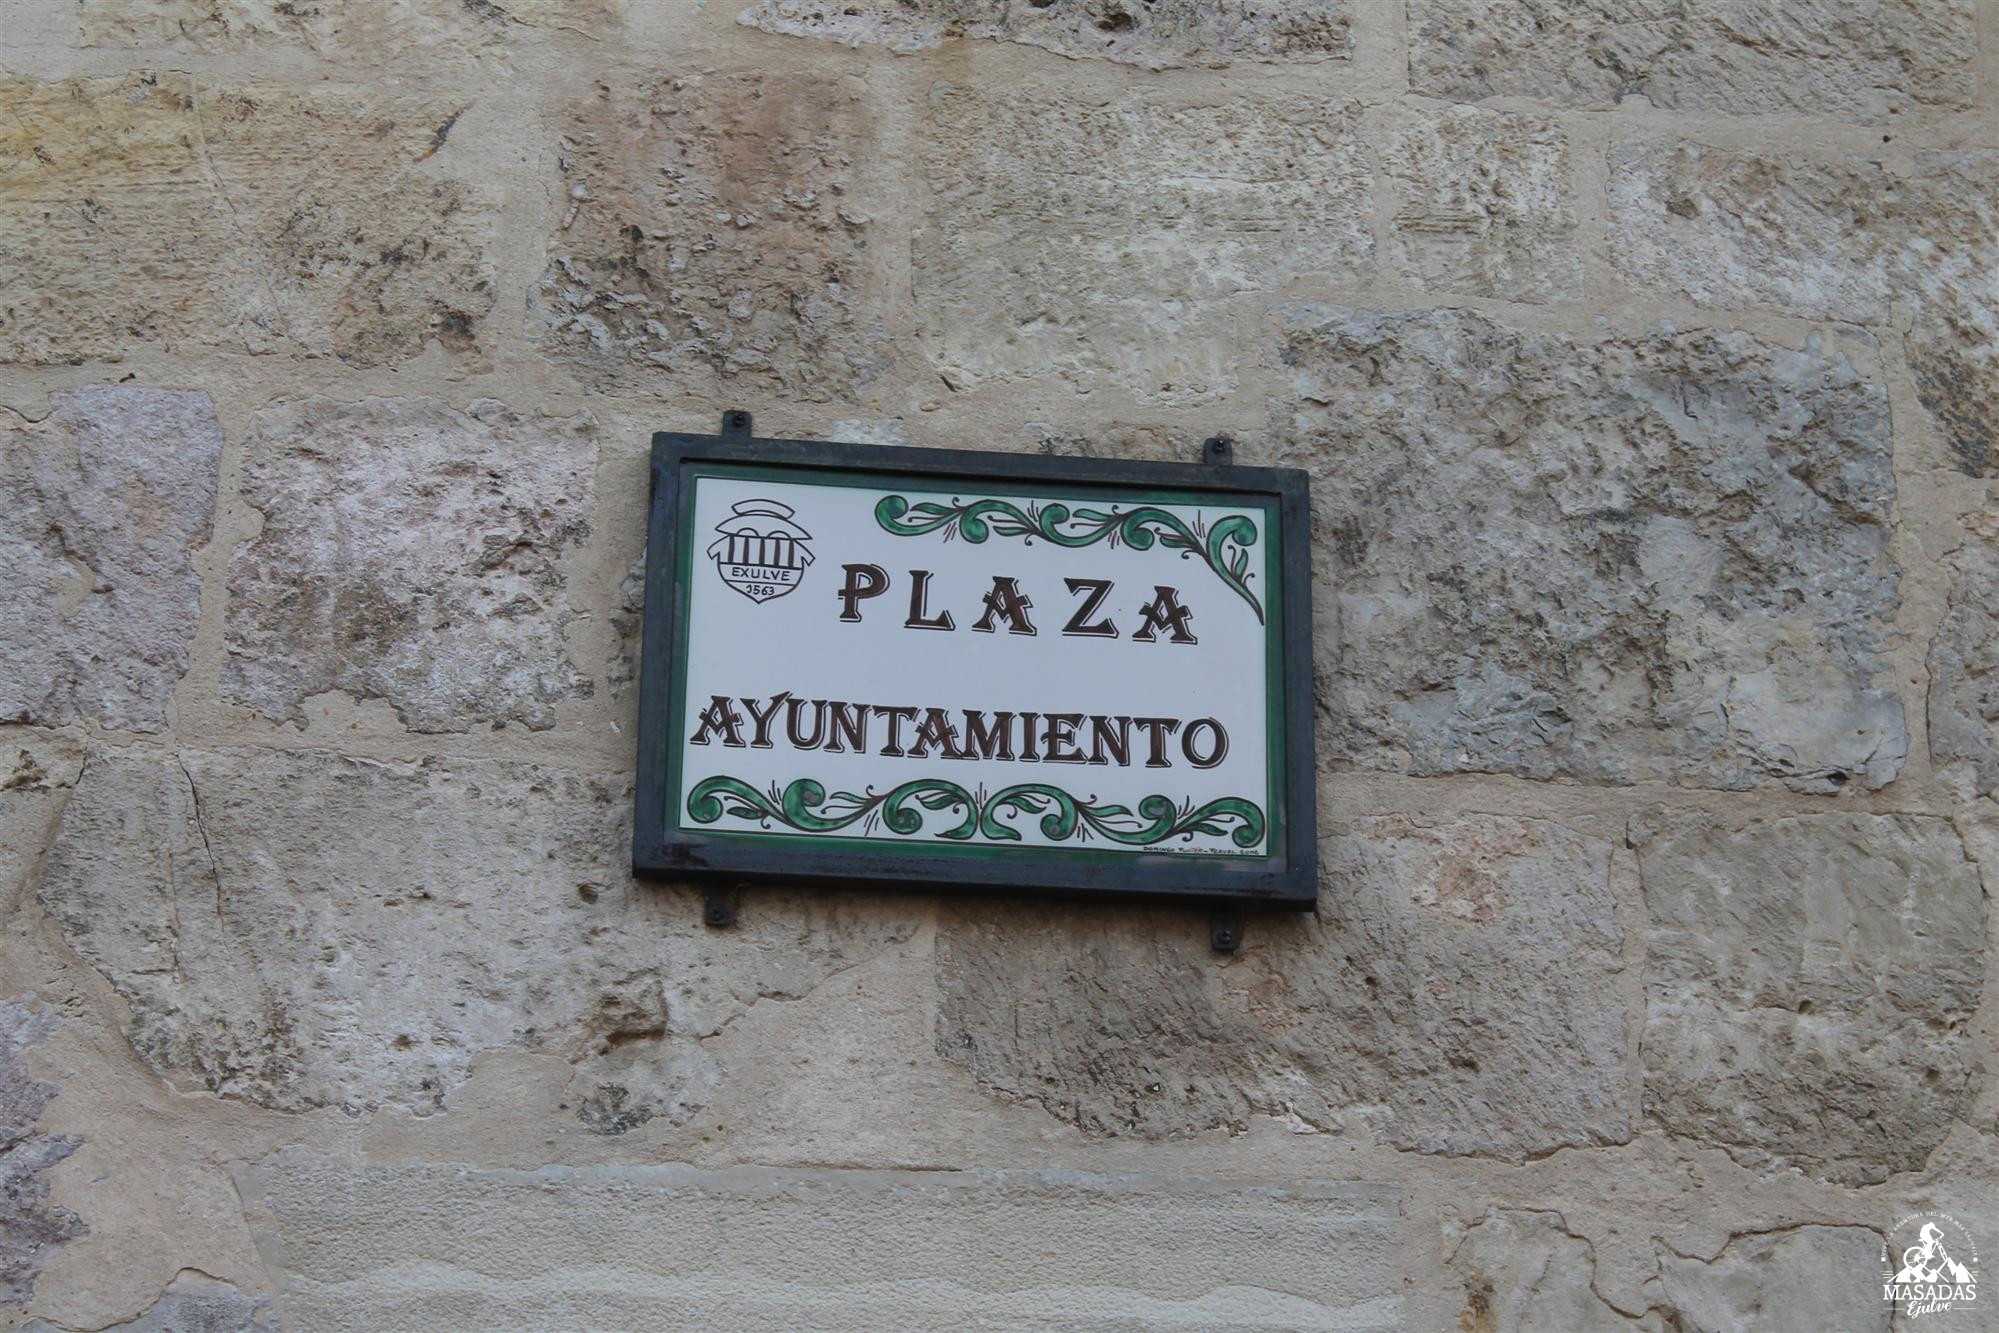 EXULVE
1563
PLAZA
AYUNTAMIENTO
MASADAS
Ejulve